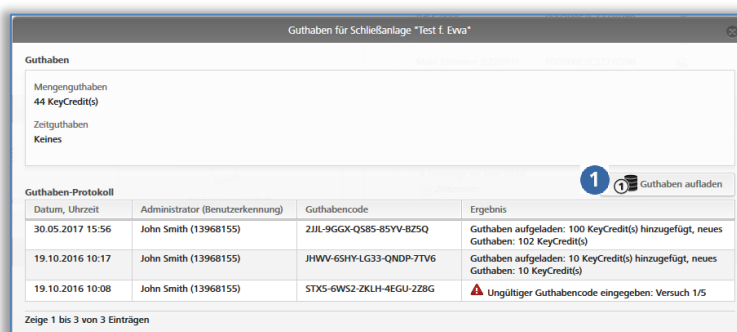 Guthaben für Schließanlage "Test f. Evva"
Guthaben
Mengenguthaben
44 KeyCredit(s)
Zeitguthaben
Keines
1
1 Guthaben aufladen
Guthaben-Protokoll
Datum, Uhrzeit Administrator (Benutzerkennung) Guthabencode Ergebnis
30.05.2017 15:56 John Smith (13968155) 2JJL-9GGX-QS85-85YV-BZ5Q Guthaben aufgeladen: 100 KeyCredit(s) hinzugefügt, neues
Guthaben: 102 KeyCredit(s)
19.10.2016 10:17 John Smith (13968155) JHWV-6SHY-LG33-QNDP-7TV6 Guthaben aufgeladen: 10 KeyCredit(s) hinzugefügt, neues
Guthaben: 10 KeyCredit(s)
19.10.2016 10:08 John Smith (13968155) STX5-6WS2-ZKLH-4EGU-2Z8G Ungültiger Guthabencode eingegeben: Versuch 1/5
Zeige 1 bis 3 von 3 Einträgen